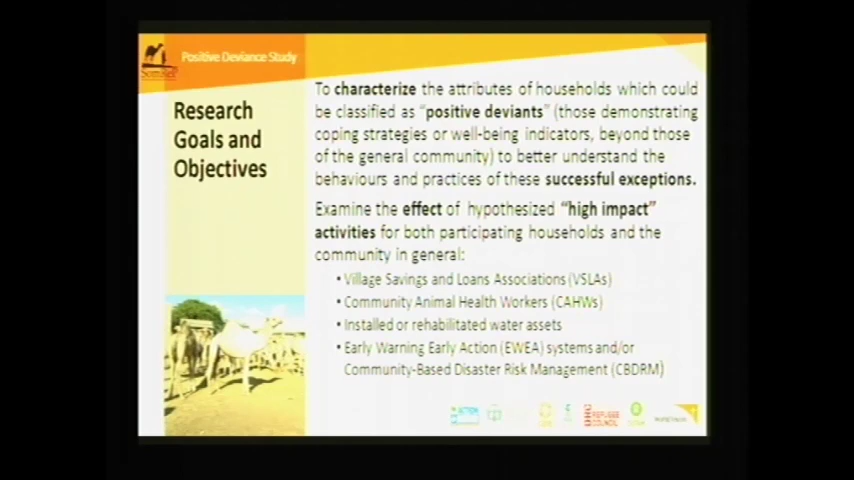 Positive Deviance Study
SomReP
Research
Goals and
Objectives
To characterize the attributes of households which could
be classified as “positive deviants” (those demonstrating
coping strategies or well-being indicators, beyond those
of the general community) to better understand the
behaviours and practices of these successful exceptions.
Examine the effect of hypothesized “high impact”
activities for both participating households and the
community in general:
• Village Savings and Loans Associations (VSLAs)
• Community Animal Health Workers (CAHWs)
• Installed or rehabilitated water assets
• Early Warning Early Action (EWEA) systems and/or
Community-Based Disaster Risk Management (CBDRM)
REFUGEE
COUNCIL